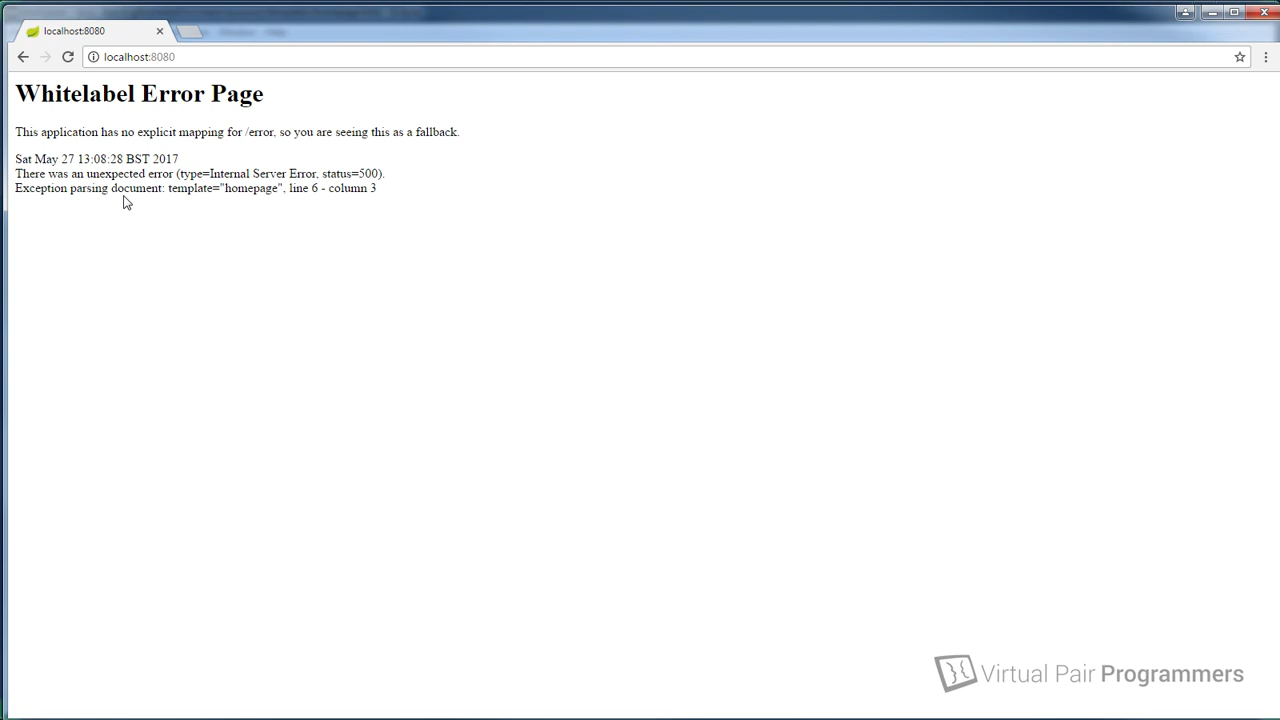 localhost:8080
localhost:8080
Whitelabel Error Page
This application has no explicit mapping for /error, so you are seeing this as a fallback.
Sat May 27 13:08:28 BST 2017
There was an unexpected error (type=Internal Server Error, status=500).
Exception parsing document: template="homepage", line 6 - column 3
Virtual Pair Programmers